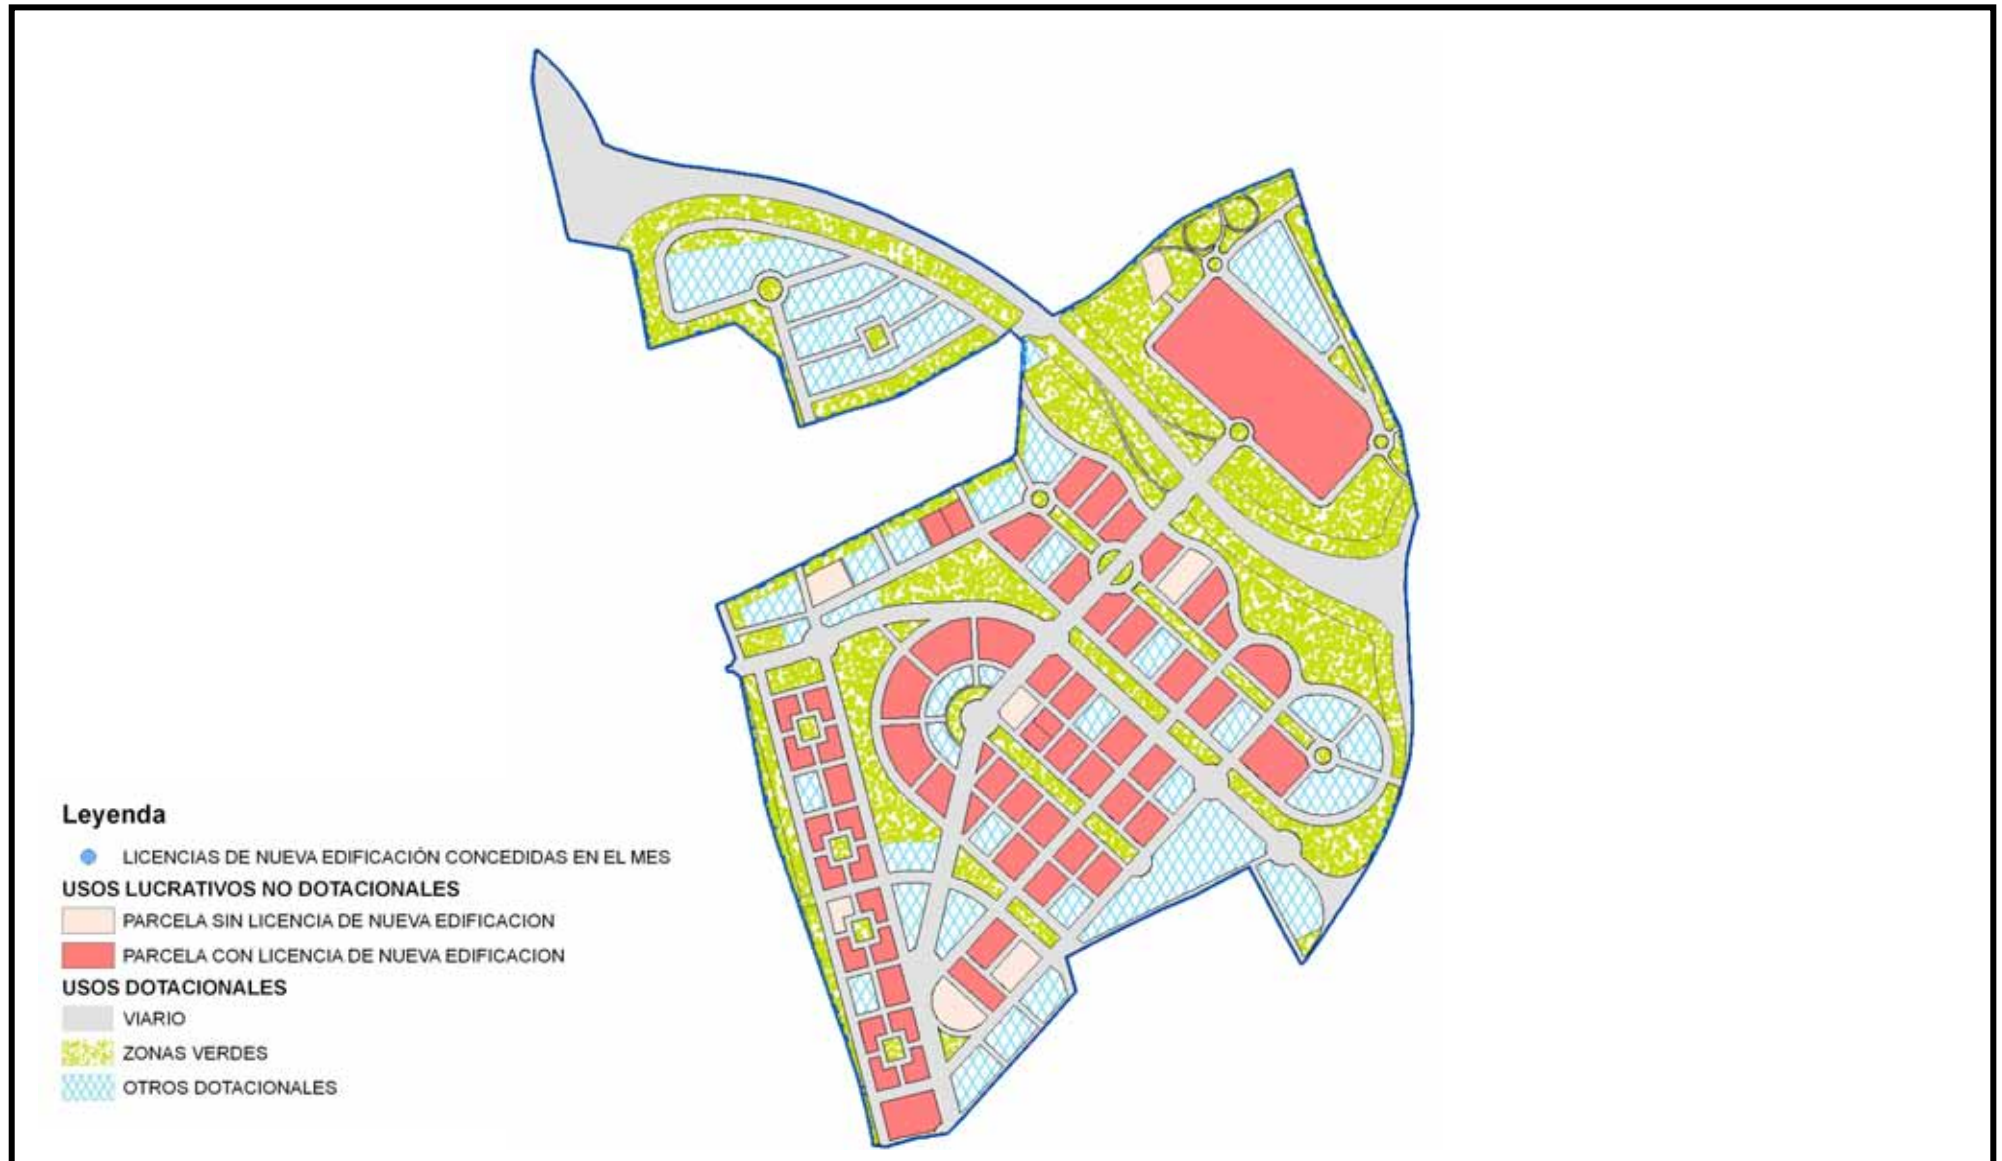 Leyenda
LICENCIAS DE NUEVA EDIFICACIÓN CONCEDIDAS EN EL MES
USOS LUCRATIVOS NO DOTACIONALES
PARCELA SIN LICENCIA DE NUEVA EDIFICACION
PARCELA CON LICENCIA DE NUEVA EDIFICACION
USOS DOTACIONALES
VIARIO
ZONAS VERDES
OTROS DOTACIONALES